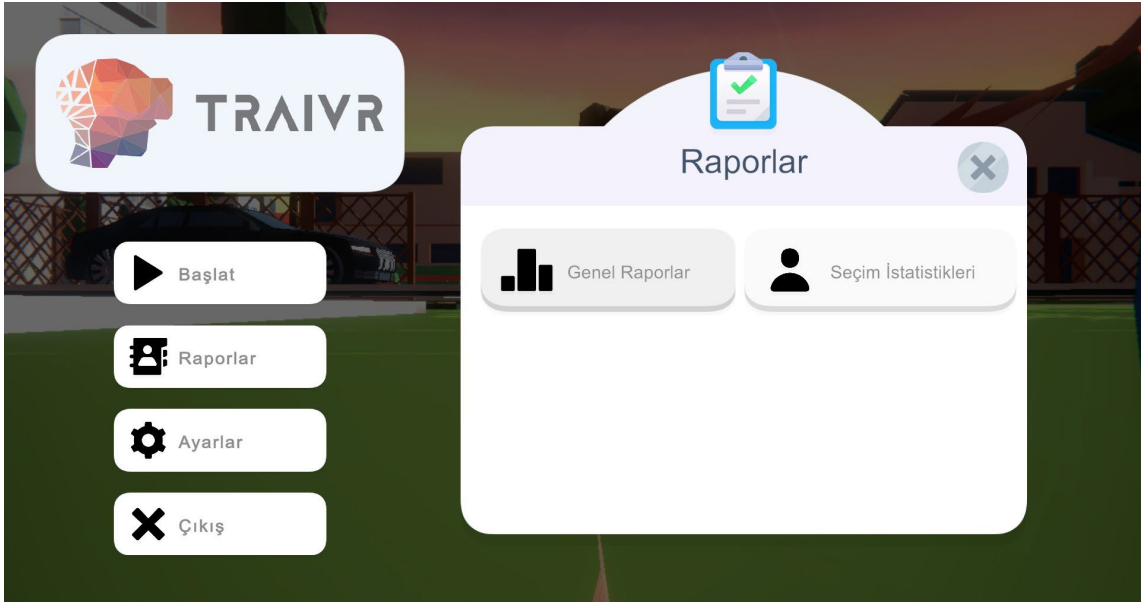 TRAIVR
Başlat
Raporlar
Ayarlar
Çıkış
Raporlar
Genel Raporlar
Seçim İstatistikleri